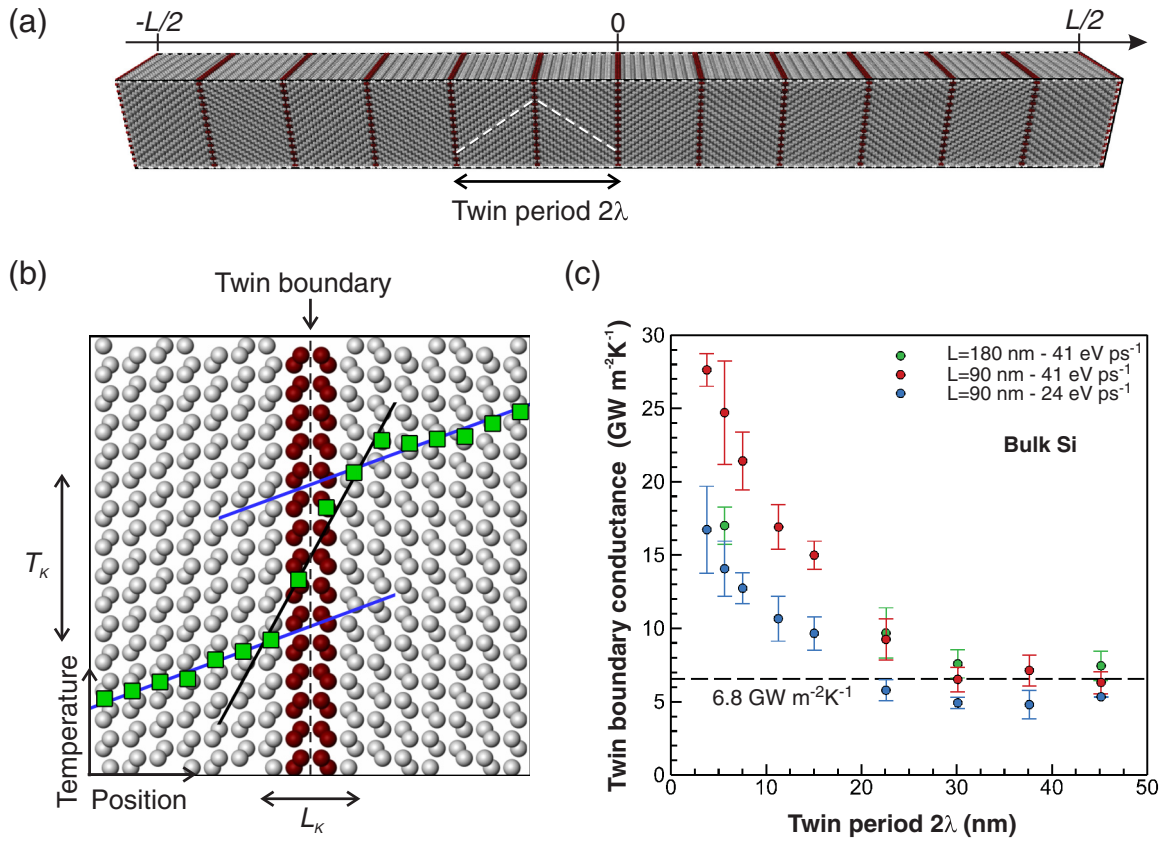 (a)
-L/2
0
L/2
Twin period 2λ
(b)
Twin boundary
T_K
Temperature
Position
L_K
(c)
Twin boundary conductance (GW m⁻²K⁻¹)
30
25
20
15
10
5
0
L=180 nm - 41 eV ps⁻¹
L=90 nm - 41 eV ps⁻¹
L=90 nm - 24 eV ps⁻¹
Bulk Si
6.8 GW m⁻²K⁻¹
0 10 20 30 40 50
Twin period 2λ (nm)